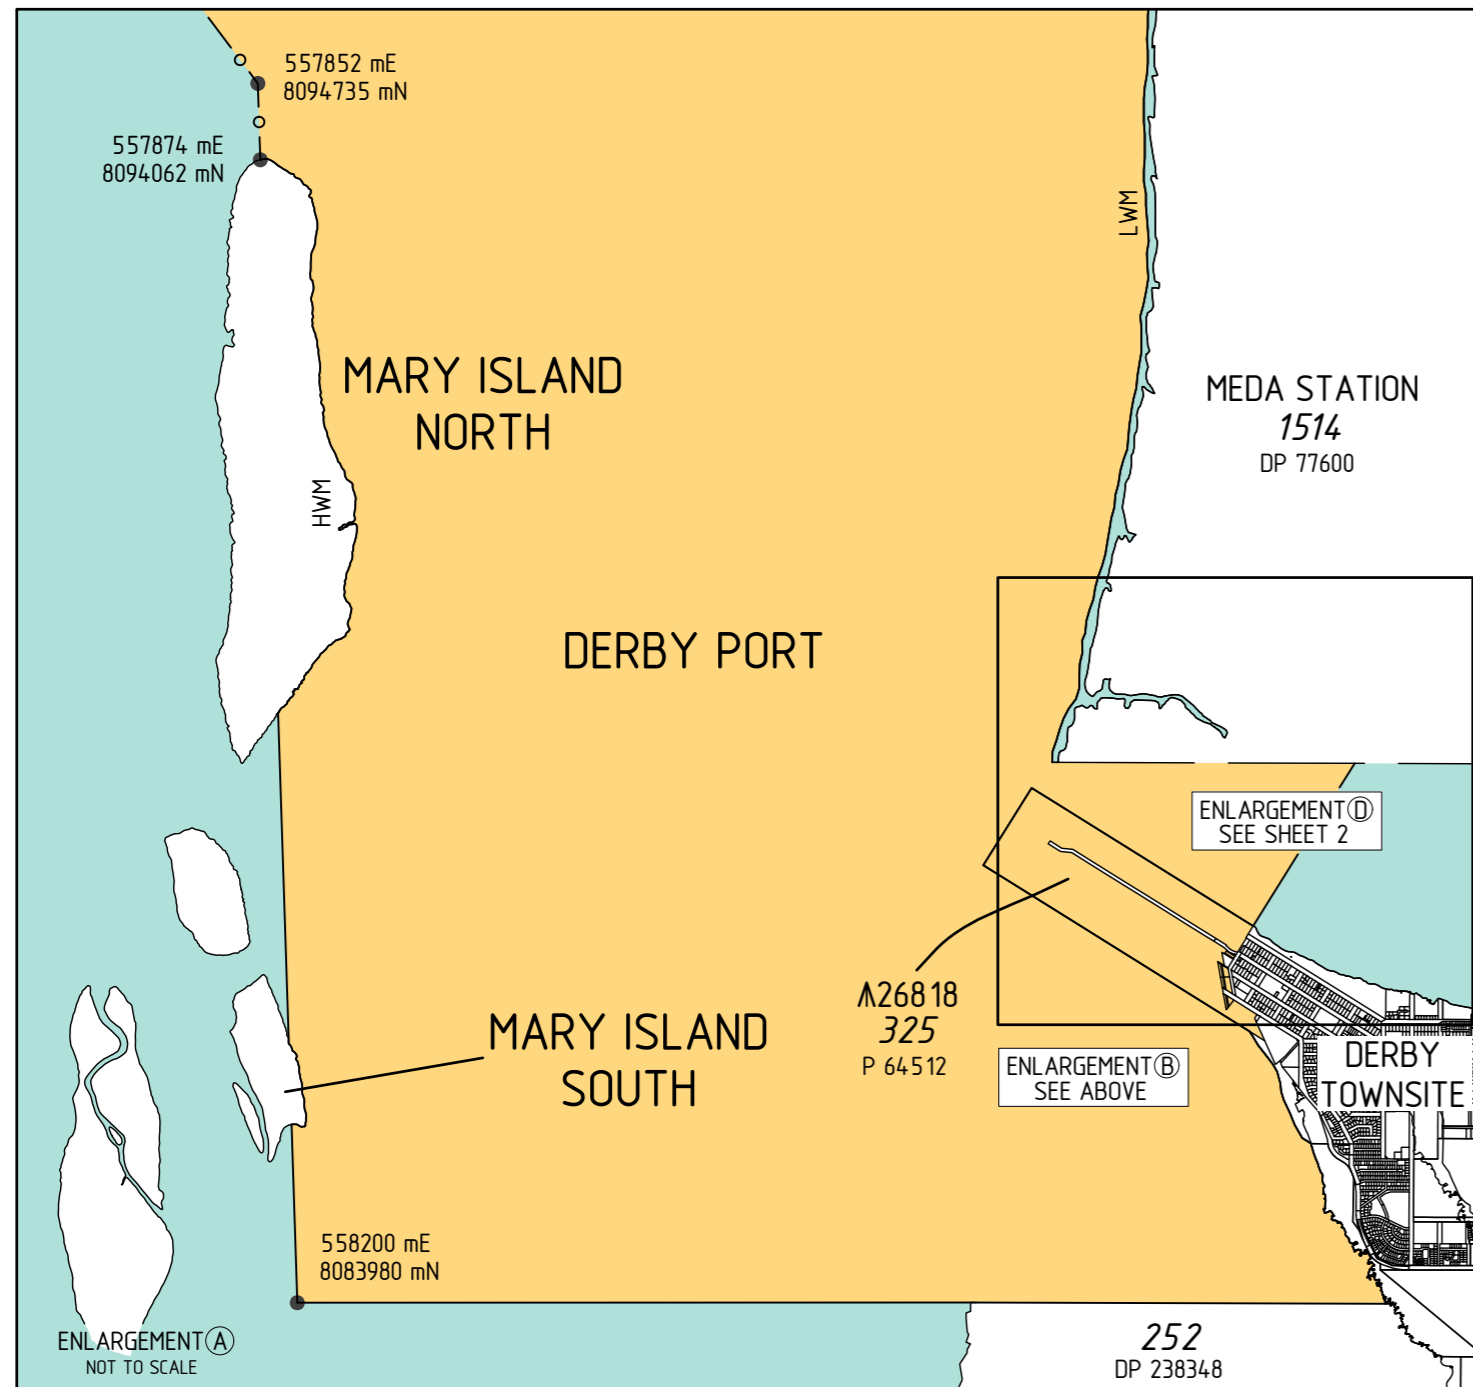 557852 mE
8094735 mN
557874 mE
8094062 mN
LWM
MARY ISLAND
NORTH
MEDA STATION
1514
DP 77600
HWM
DERBY PORT
ENLARGEMENT Ⓓ
SEE SHEET 2
26818
325
P 64512
MARY ISLAND
SOUTH
ENLARGEMENT Ⓑ
SEE ABOVE
DERBY
TOWNSITE
558200 mE
8083980 mN
ENLARGEMENT Ⓐ
NOT TO SCALE
252
DP 238348